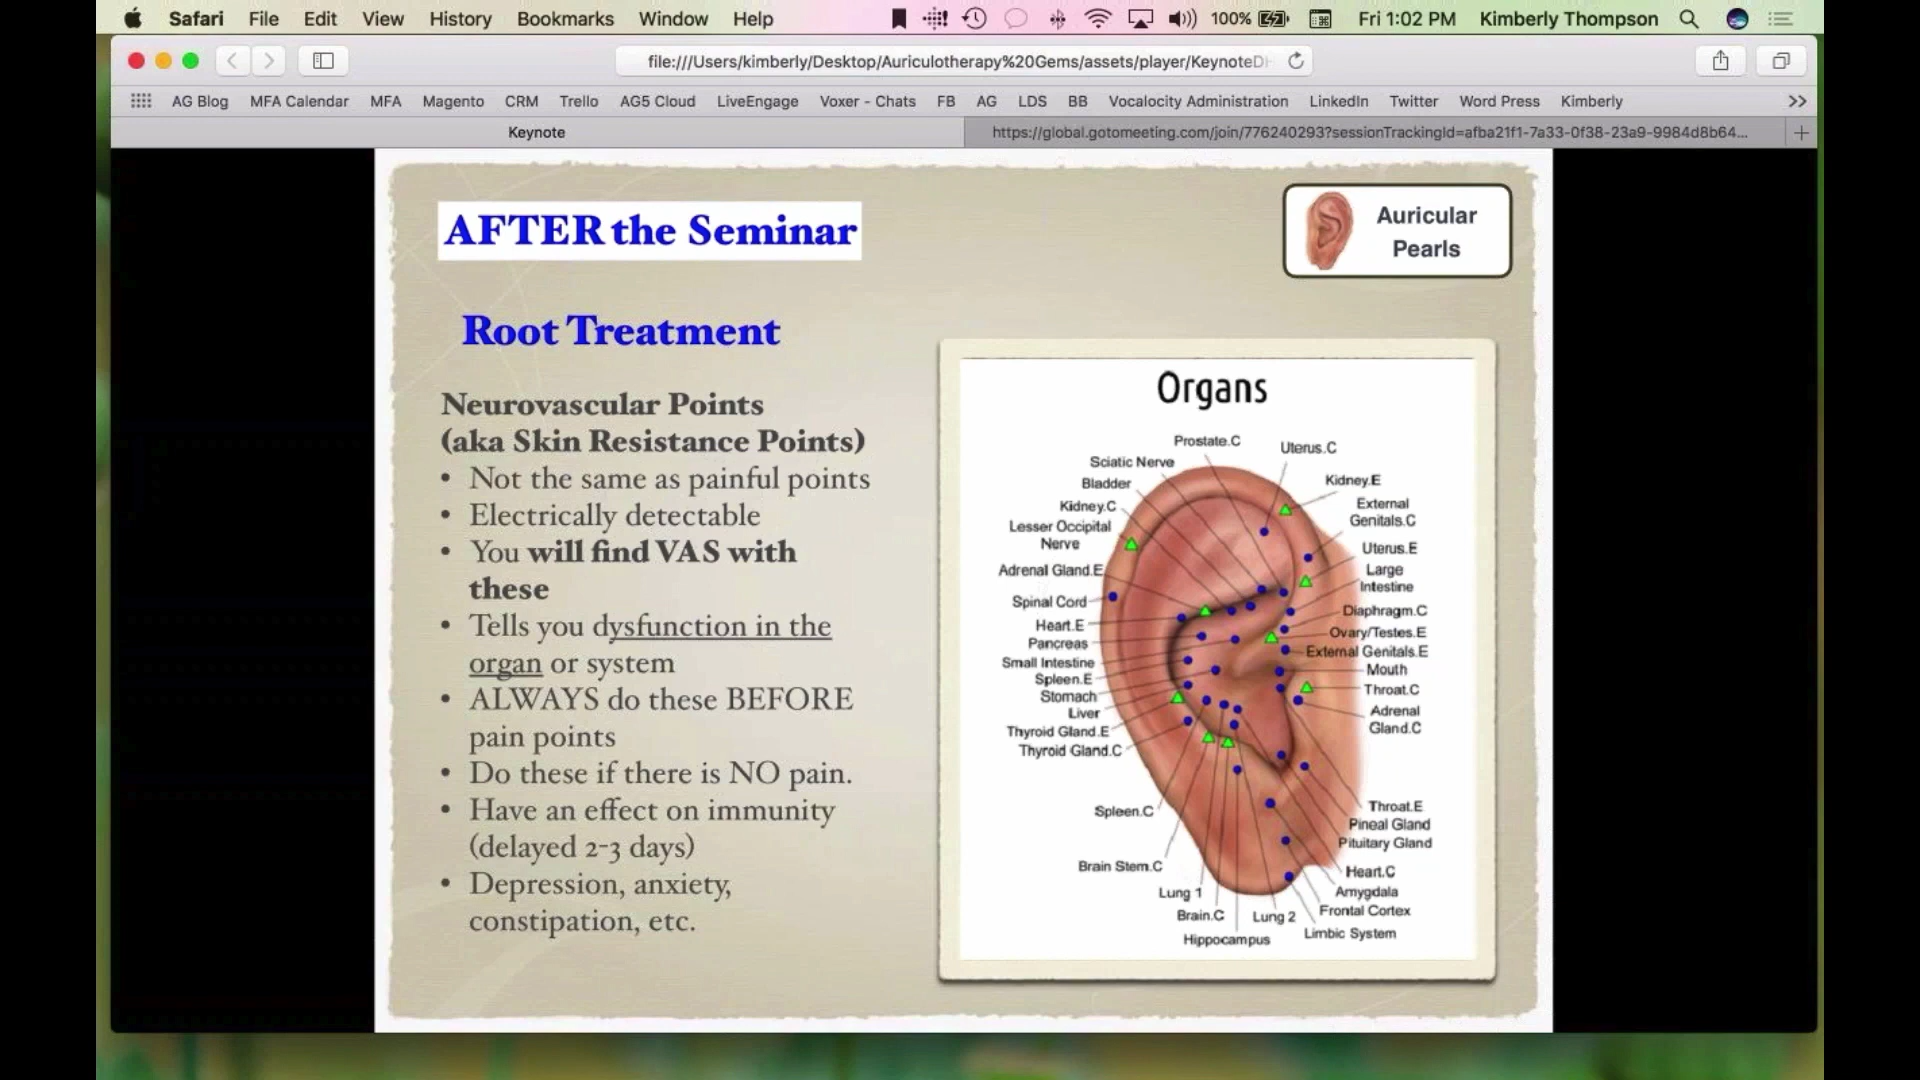 Safari File Edit View History Bookmarks Window Help 100% Fri 1:02 PM Kimberly Thompson
file:///Users/kimberly/Desktop/Auriculotherapy%20Gems/assets/player/KeynoteD
AG Blog MFA Calendar MFA Magento CRM Trello AG5 Cloud LiveEngage Voxer - Chats FB AG LDS BB Vocalocity Administration LinkedIn Twitter Word Press Kimberly
Keynote
https://global.gotomeeting.com/join/776240293?sessionTrackingId=afba21f1-7a33-0f38-23a9-9984d8b64...
AFTER the Seminar
Auricular
Pearls
Root Treatment
Neurovascular Points
(aka Skin Resistance Points)
• Not the same as painful points
• Electrically detectable
• You will find VAS with
these
• Tells you dysfunction in the
organ or system
• ALWAYS do these BEFORE
pain points
• Do these if there is NO pain.
• Have an effect on immunity
(delayed 2-3 days)
• Depression, anxiety,
constipation, etc.
Organs
Prostate.C
Uterus.C
Sciatic Nerve
Bladder
Kidney.E
Kidney.C
External
Genitals.C
Lesser Occipital
Nerve
Uterus.E
Adrenal Gland.E
Large
Intestine
Spinal Cord
Diaphragm.C
Heart.E
Ovary/Testes.E
Pancreas
External Genitals.E
Small Intestine
Mouth
Spleen.E
Throat.C
Stomach
Liver
Adrenal
Gland.C
Thyroid Gland.E
Thyroid Gland.C
Spleen.C
Throat.E
Pineal Gland
Pituitary Gland
Brain Stem.C
Heart.C
Lung 1
Amygdala
Brain.C
Lung 2
Frontal Cortex
Hippocampus
Limbic System